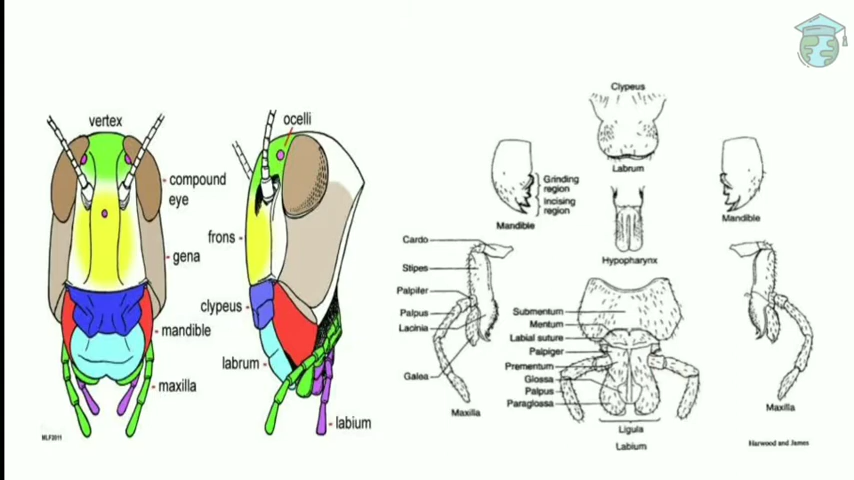 vertex
ocelli
compound
eye
frons
gena
clypeus
mandible
labrum
maxilla
labium
MLF2011
Clypeus
Labrum
Grinding
region
Incising
region
Mandible
Mandible
Hypopharynx
Cardo
Stipes
Palpifer
Palpus
Lacinia
Galea
Maxilla
Submentum
Mentum
Labial suture
Palpiger
Prementum
Glossa
Palpus
Paraglossa
Ligula
Labium
Maxilla
Harwood and James